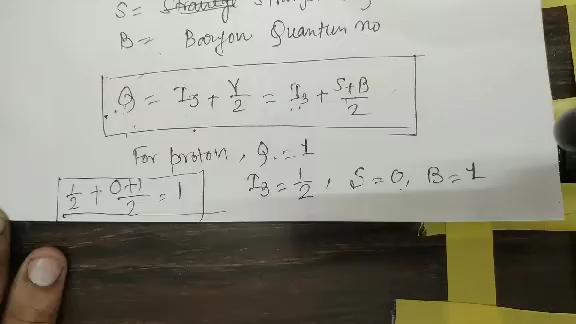 S = Strange
B = Baryon Quantum no
Q = I3 + Y/2 = I3 + S+B/2
For proton, Q = 1
I3 = 1/2, S = 0, B = 1
1/2 + 0+1/2 = 1